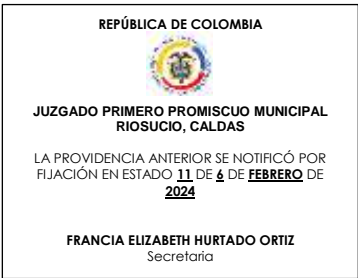 REPÚBLICA DE COLOMBIA
JUZGADO PRIMERO PROMISCUO MUNICIPAL
RIOSUCIO, CALDAS
LA PROVIDENCIA ANTERIOR SE NOTIFICÓ POR
FIJACIÓN EN ESTADO 11 DE 6 DE FEBRERO DE
2024
FRANCIA ELIZABETH HURTADO ORTIZ
Secretaria